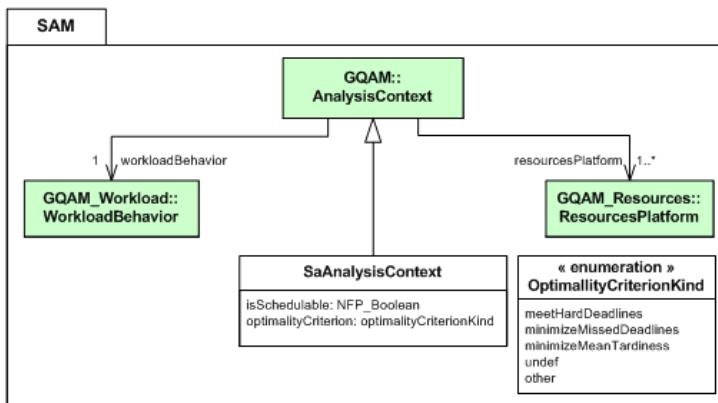 SAM
GQAM::
AnalysisContext
1 workloadBehavior
resourcesPlatform 1..*
GQAM_Workload::
WorkloadBehavior
GQAM_Resources::
ResourcesPlatform
SaAnalysisContext
isSchedulable: NFP_Boolean
optimalityCriterion: optimalityCriterionKind
« enumeration »
OptimallityCriterionKind
meetHardDeadlines
minimizeMissedDeadlines
minimizeMeanTardiness
undef
other